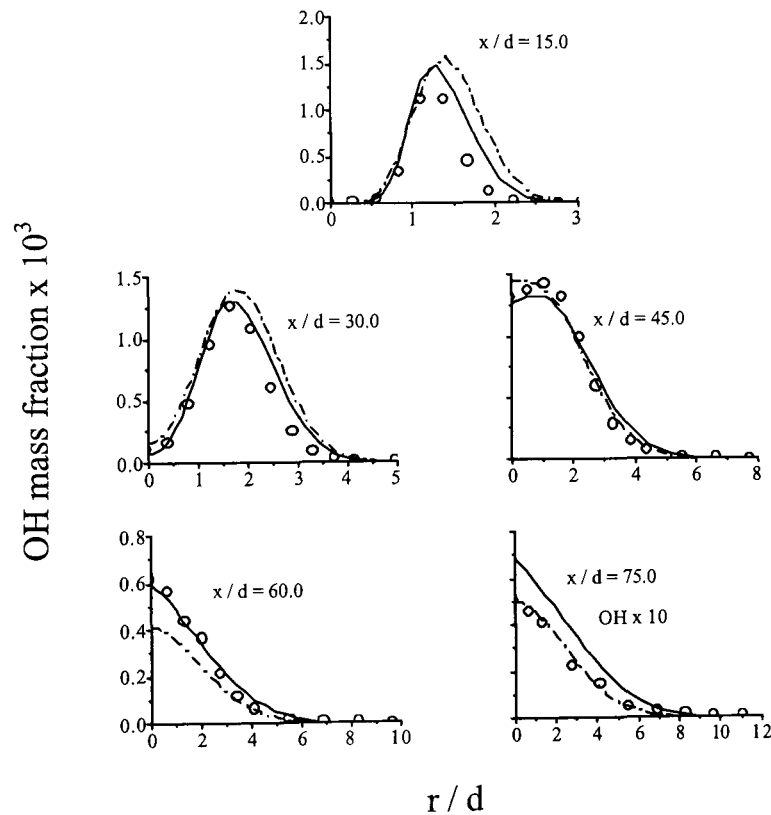 2.0
x / d = 15.0
1.5
1.0
0.5
0.0
0 1 2 3
OH mass fraction x 10³
1.5
x / d = 30.0
1.0
0.5
0.0
0 1 2 3 4 5
x / d = 45.0
0 2 4 6 8
0.8
0.6
x / d = 60.0
0.4
0.2
0.0
0 2 4 6 8 10
x / d = 75.0
OH x 10
0 2 4 6 8 10 12
r / d